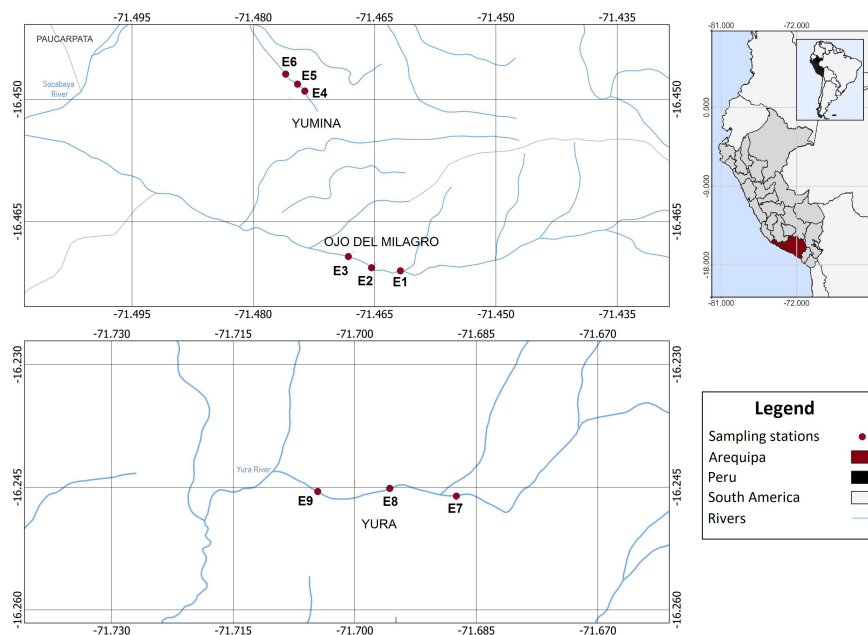 -71.495
-71.480
-71.465
-71.450
-71.435
PAUCARPATA
Socabaya
River
E6
E5
E4
YUMINA
-16.450
-16.450
-16.465
-16.465
OJO DEL MILAGRO
E3
E2
E1
-71.495
-71.480
-71.465
-71.450
-71.435
-81.000
-72.000
0.000
-9.000
-18.000
-81.000
-72.000
-71.730
-71.715
-71.700
-71.685
-71.670
-16.230
-16.230
Yura River
-16.245
-16.245
E9
E8
E7
YURA
-16.260
-16.260
-71.730
-71.715
-71.700
-71.685
-71.670
Legend
Sampling stations
Arequipa
Peru
South America
Rivers